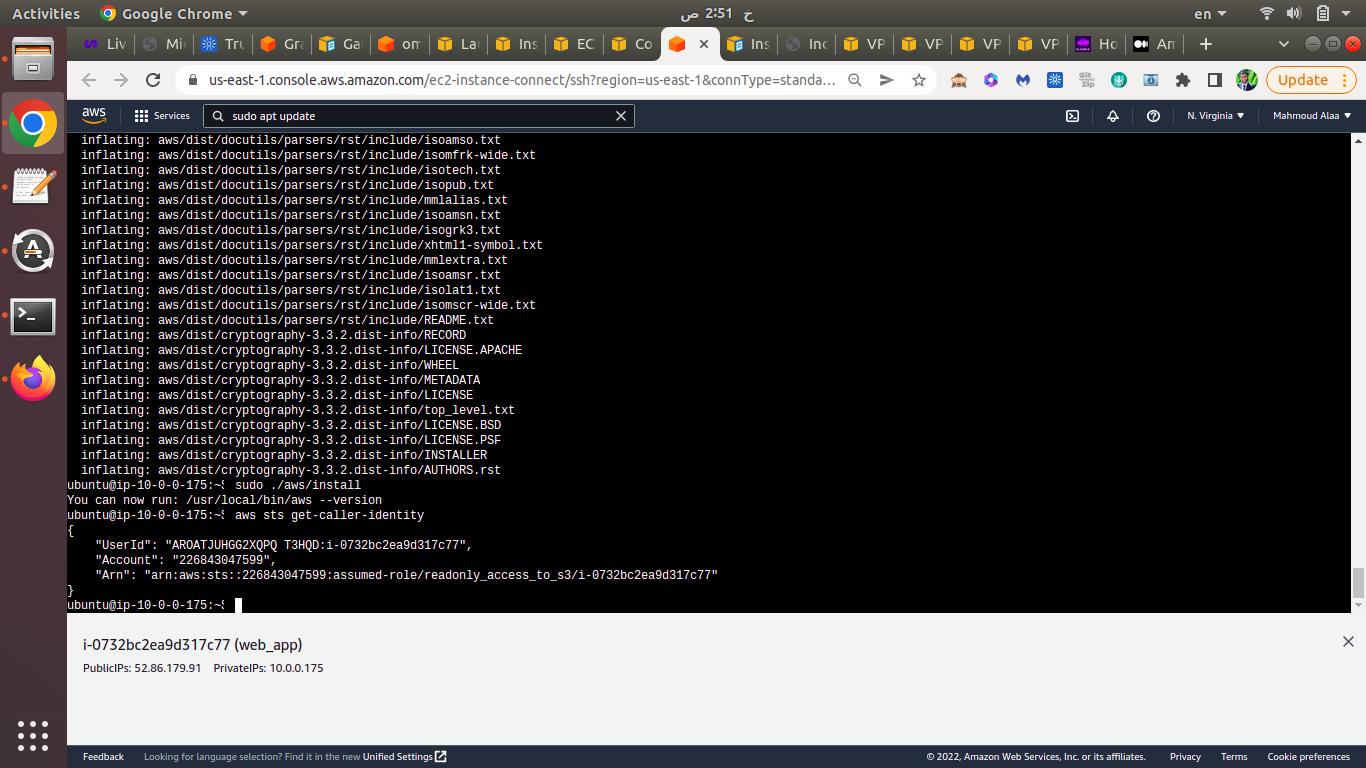 Activities Google Chrome خ 2:51 ص en
Liv Mi Tru Gra Ga om Lau Ins EC Co Ins Inc VP VP VP VP Ho An
us-east-1.console.aws.amazon.com/ec2-instance-connect/ssh?region=us-east-1&connType=standa... Update
aws Services sudo apt update N. Virginia Mahmoud Alaa
inflating: aws/dist/docutils/parsers/rst/include/isoamso.txt
inflating: aws/dist/docutils/parsers/rst/include/isomfrk-wide.txt
inflating: aws/dist/docutils/parsers/rst/include/isotech.txt
inflating: aws/dist/docutils/parsers/rst/include/isopub.txt
inflating: aws/dist/docutils/parsers/rst/include/mmlalias.txt
inflating: aws/dist/docutils/parsers/rst/include/isoamsn.txt
inflating: aws/dist/docutils/parsers/rst/include/isogrk3.txt
inflating: aws/dist/docutils/parsers/rst/include/xhtml1-symbol.txt
inflating: aws/dist/docutils/parsers/rst/include/mmlextra.txt
inflating: aws/dist/docutils/parsers/rst/include/isoamsr.txt
inflating: aws/dist/docutils/parsers/rst/include/isolat1.txt
inflating: aws/dist/docutils/parsers/rst/include/isomscr-wide.txt
inflating: aws/dist/docutils/parsers/rst/include/README.txt
inflating: aws/dist/cryptography-3.3.2.dist-info/RECORD
inflating: aws/dist/cryptography-3.3.2.dist-info/LICENSE.APACHE
inflating: aws/dist/cryptography-3.3.2.dist-info/WHEEL
inflating: aws/dist/cryptography-3.3.2.dist-info/METADATA
inflating: aws/dist/cryptography-3.3.2.dist-info/LICENSE
inflating: aws/dist/cryptography-3.3.2.dist-info/top_level.txt
inflating: aws/dist/cryptography-3.3.2.dist-info/LICENSE.BSD
inflating: aws/dist/cryptography-3.3.2.dist-info/LICENSE.PSF
inflating: aws/dist/cryptography-3.3.2.dist-info/INSTALLER
inflating: aws/dist/cryptography-3.3.2.dist-info/AUTHORS.rst
ubuntu@ip-10-0-0-175:~$ sudo ./aws/install
You can now run: /usr/local/bin/aws --version
ubuntu@ip-10-0-0-175:~$ aws sts get-caller-identity
{
"UserId": "AROATJUHGG2XQPQ T3HQD:i-0732bc2ea9d317c77",
"Account": "226843047599",
"Arn": "arn:aws:sts::226843047599:assumed-role/readonly_access_to_s3/i-0732bc2ea9d317c77"
}
ubuntu@ip-10-0-0-175:~$
i-0732bc2ea9d317c77 (web_app)
PublicIPs: 52.86.179.91 PrivateIPs: 10.0.0.175
Feedback Looking for language selection? Find it in the new Unified Settings © 2022, Amazon Web Services, Inc. or its affiliates. Privacy Terms Cookie preferences